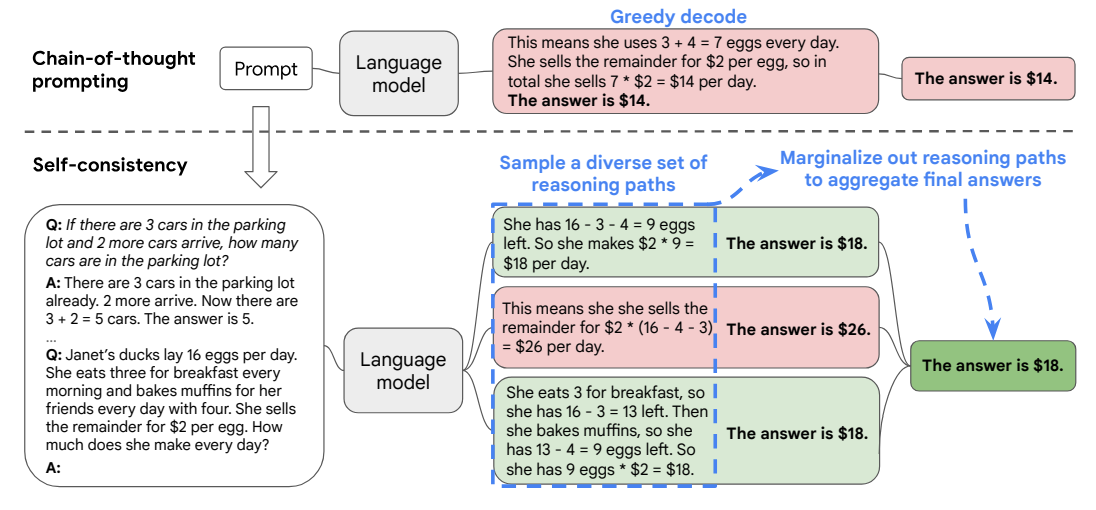 Greedy decode
Chain-of-thought
prompting
Prompt
Language
model
This means she uses 3 + 4 = 7 eggs every day.
She sells the remainder for $2 per egg, so in
total she sells 7 * $2 = $14 per day.
The answer is $14.
The answer is $14.
Self-consistency
Sample a diverse set of
reasoning paths
Marginalize out reasoning paths
to aggregate final answers
Q: If there are 3 cars in the parking
lot and 2 more cars arrive, how many
cars are in the parking lot?
A: There are 3 cars in the parking lot
already. 2 more arrive. Now there are
3 + 2 = 5 cars. The answer is 5.
...
Q: Janet's ducks lay 16 eggs per day.
She eats three for breakfast every
morning and bakes muffins for her
friends every day with four. She sells
the remainder for $2 per egg. How
much does she make every day?
A:
Language
model
She has 16 - 3 - 4 = 9 eggs
left. So she makes $2 * 9 =
$18 per day.
The answer is $18.
This means she she sells the
remainder for $2 * (16 - 4 - 3)
= $26 per day.
The answer is $26.
She eats 3 for breakfast, so
she has 16 - 3 = 13 left. Then
she bakes muffins, so she
has 13 - 4 = 9 eggs left. So
she has 9 eggs * $2 = $18.
The answer is $18.
The answer is $18.